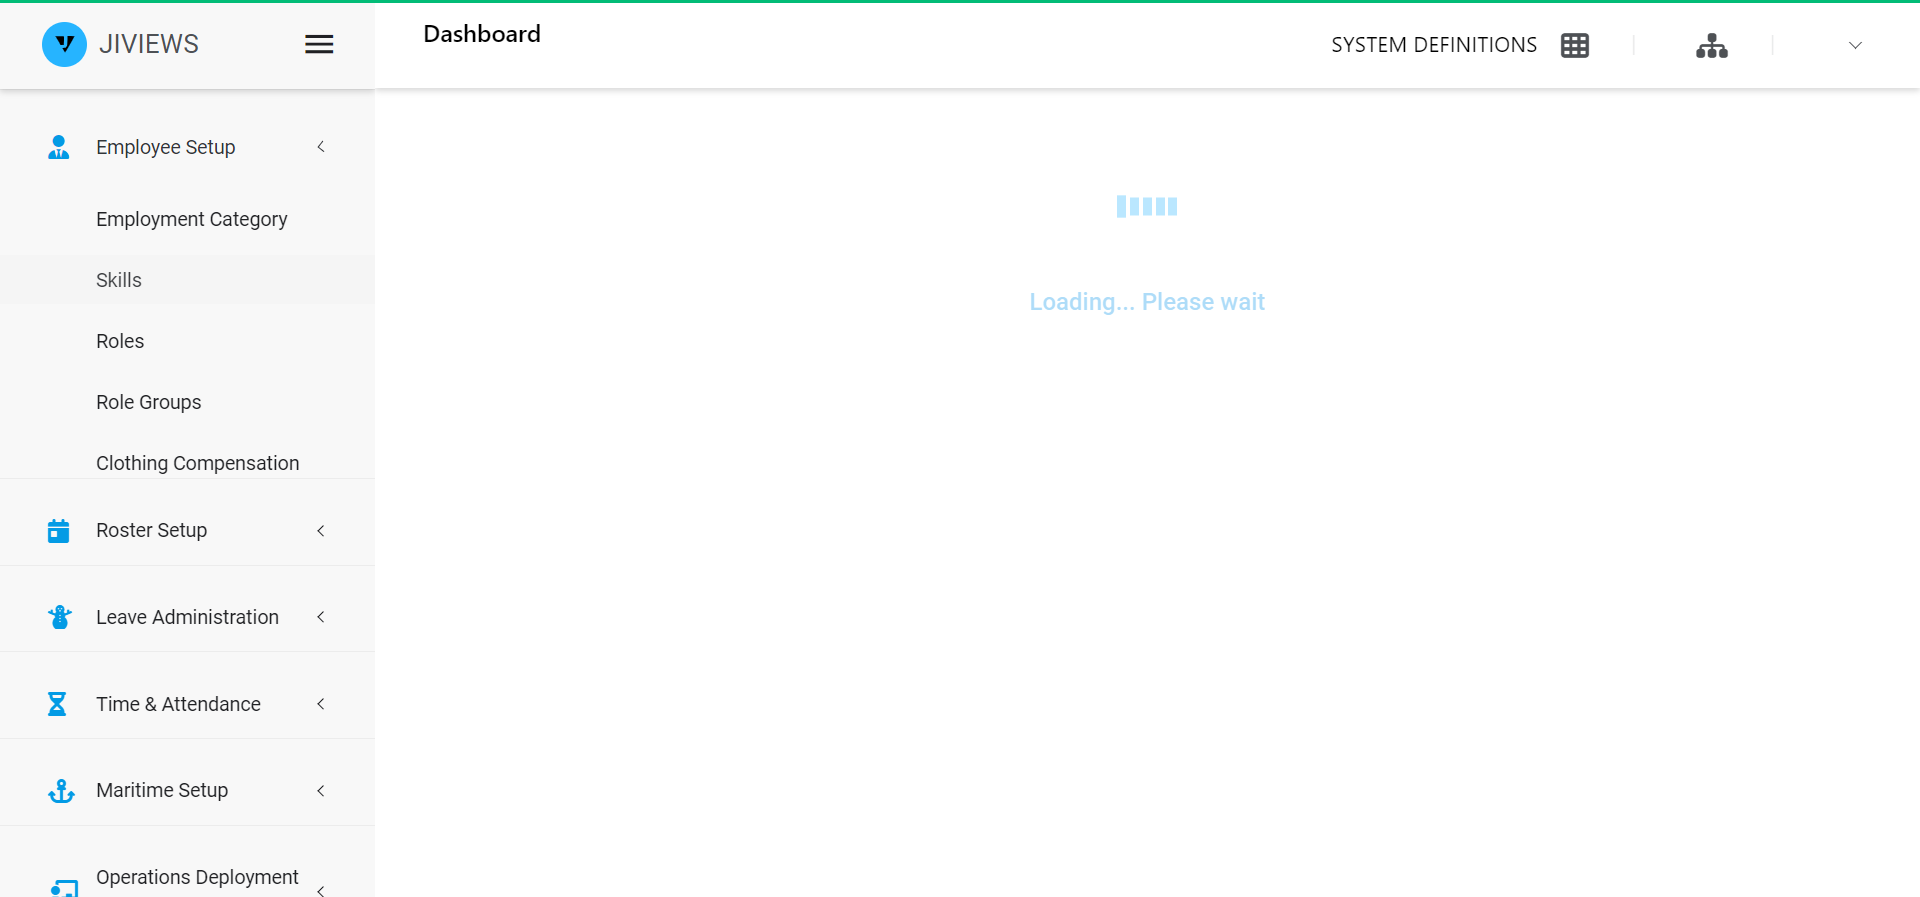 JIVIEWS
Dashboard
SYSTEM DEFINITIONS
Employee Setup
Employment Category
Skills
Roles
Role Groups
Clothing Compensation
Roster Setup
Leave Administration
Time & Attendance
Maritime Setup
Operations Deployment
Loading... Please wait